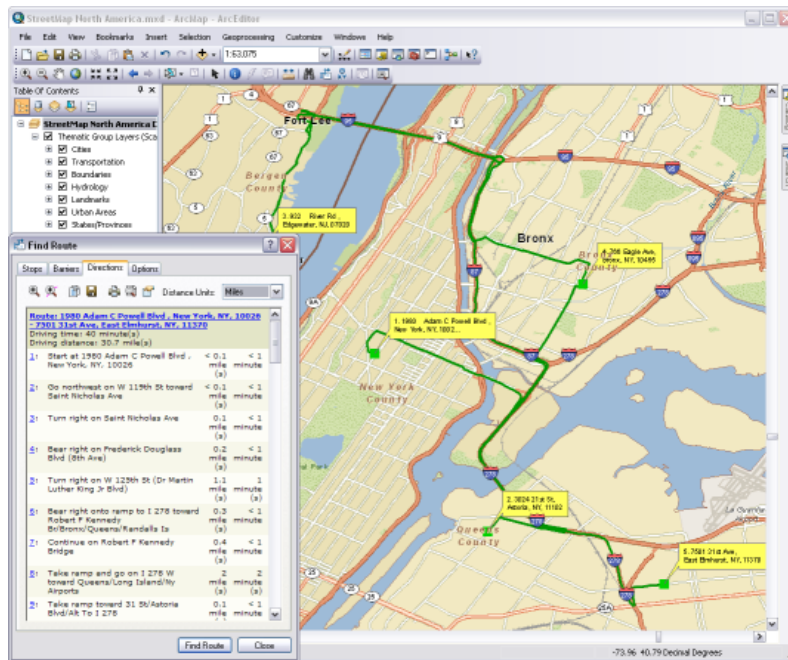 StreetMap North America.mxd - ArcMap - ArcEditor
File Edit View Bookmarks Insert Selection Geoprocessing Customize Windows Help
1:63,075
Table Of Contents
StreetMap North America
Thematic Group Layers (Sca
Cities
Transportation
Boundaries
Hydrology
Landmarks
Urban Areas
States/Provinces
Find Route
Stops Barriers Directions Options
Distance Units: Miles
Route: 1980 Adam C Powell Blvd , New York, NY, 10026
- 7501 31st Ave, East Elmhurst, NY, 11370
Driving time: 40 minute(s)
Driving distance: 30.7 mile(s)
1: Start at 1980 Adam C Powell Blvd , < 0.1 < 1
New York, NY, 10026 mile minute
(s)
2: Go northwest on W 119th St toward < 0.1 < 1
Saint Nicholas Ave mile minute
(s)
3: Turn right on Saint Nicholas Ave 0.1 < 1
mile minute
(s)
4: Bear right on Frederick Douglass 0.2 < 1
Blvd (8th Ave) mile minute
(s)
5: Turn right on W 125th St (Dr Martin 1.1 1
Luther King Jr Blvd) mile minute
(s) (s)
6: Bear right onto ramp to I 278 toward 0.3 < 1
Robert F Kennedy mile minute
Br/Bronx/Queens/Randalls Is (s)
7: Continue on Robert F Kennedy 0.4 < 1
Bridge mile minute
(s)
8: Take ramp and go on I 278 W 2 2
toward Queens/Long Island/Ny mile minute
Airports (s) (s)
9: Take ramp toward 31 St/Astoria 0.1 < 1
Blvd/Alt To I 278 mile minute
Find Route Close
Fort Lee
Bergen
County
3. 932 River Rd ,
Edgewater, NJ, 07020
Bronx
Bronx
County
Eagle Ave,
Bronx, NY,
1. 1980 Adam C Powell Blvd ,
New York, NY, 1002...
New York
County
2. 3024 21st St,
Astoria, NY, 11102
Queens
County
5. 7501 31st Ave,
East Elmhurst, NY, 11370
-73.96 40.79 Decimal Degrees